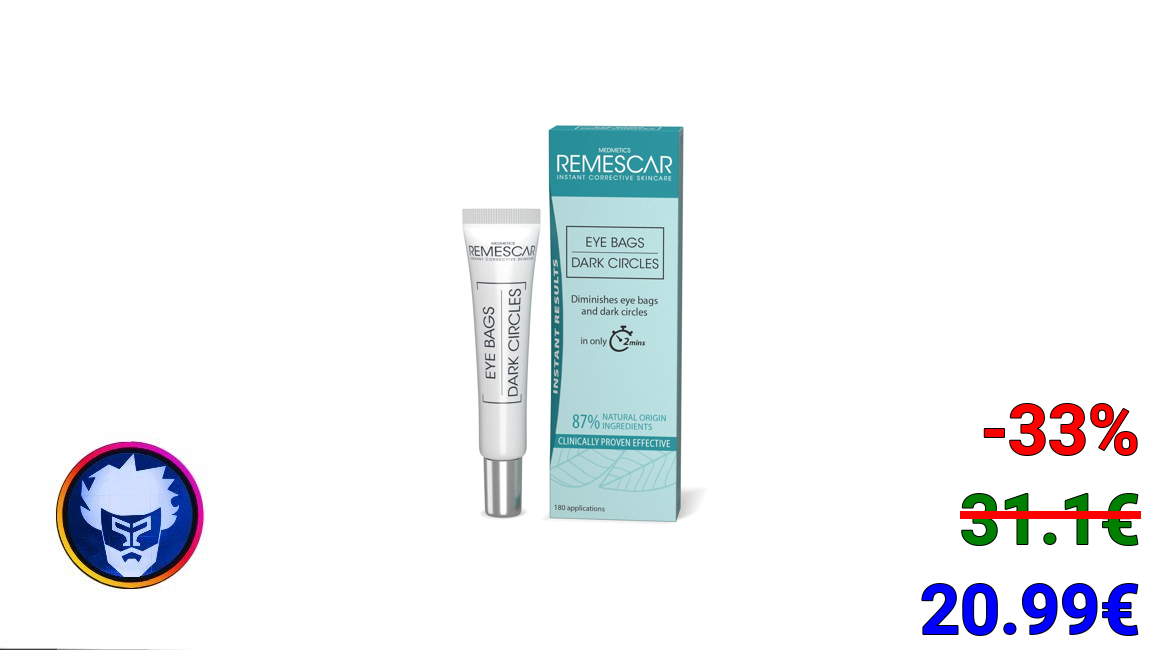 MEDMETICS
REMESCAR
INSTANT CORRECTIVE SKINCARE
EYE BAGS
DARK CIRCLES
Diminishes eye bags
and dark circles
in only 2mins
INSTANT RESULTS
87% NATURAL ORIGIN
INGREDIENTS
CLINICALLY PROVEN EFFECTIVE
180 applications
MEDMETICS
REMESCAR
INSTANT CORRECTIVE SKINCARE
EYE BAGS
DARK CIRCLES
-33%
31.1€
20.99€